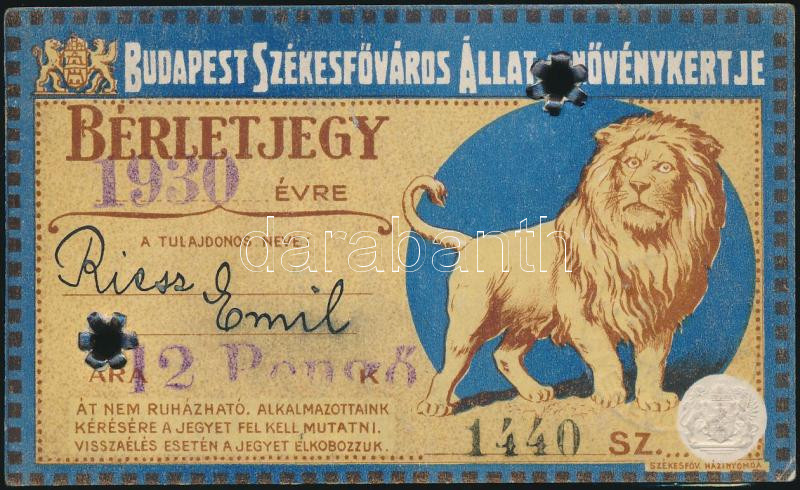 BUDAPEST SZÉKESFŐVÁROS ÁLLAT NÖVÉNYKERTJE
BÉRLETJEGY
1930 ÉVRE
A TULAJDONOS NEVE:
Riesz
Emil
ÁRA 12 Pengő K
ÁT NEM RUHÁZHATÓ. ALKALMAZOTTAINK
KÉRÉSÉRE A JEGYET FEL KELL MUTATNI.
VISSZAÉLÉS ESETÉN A JEGYET ELKOBOZZUK.
1440 SZ.
SZÉKESFŐV. HÁZINYOMDA
darabanth